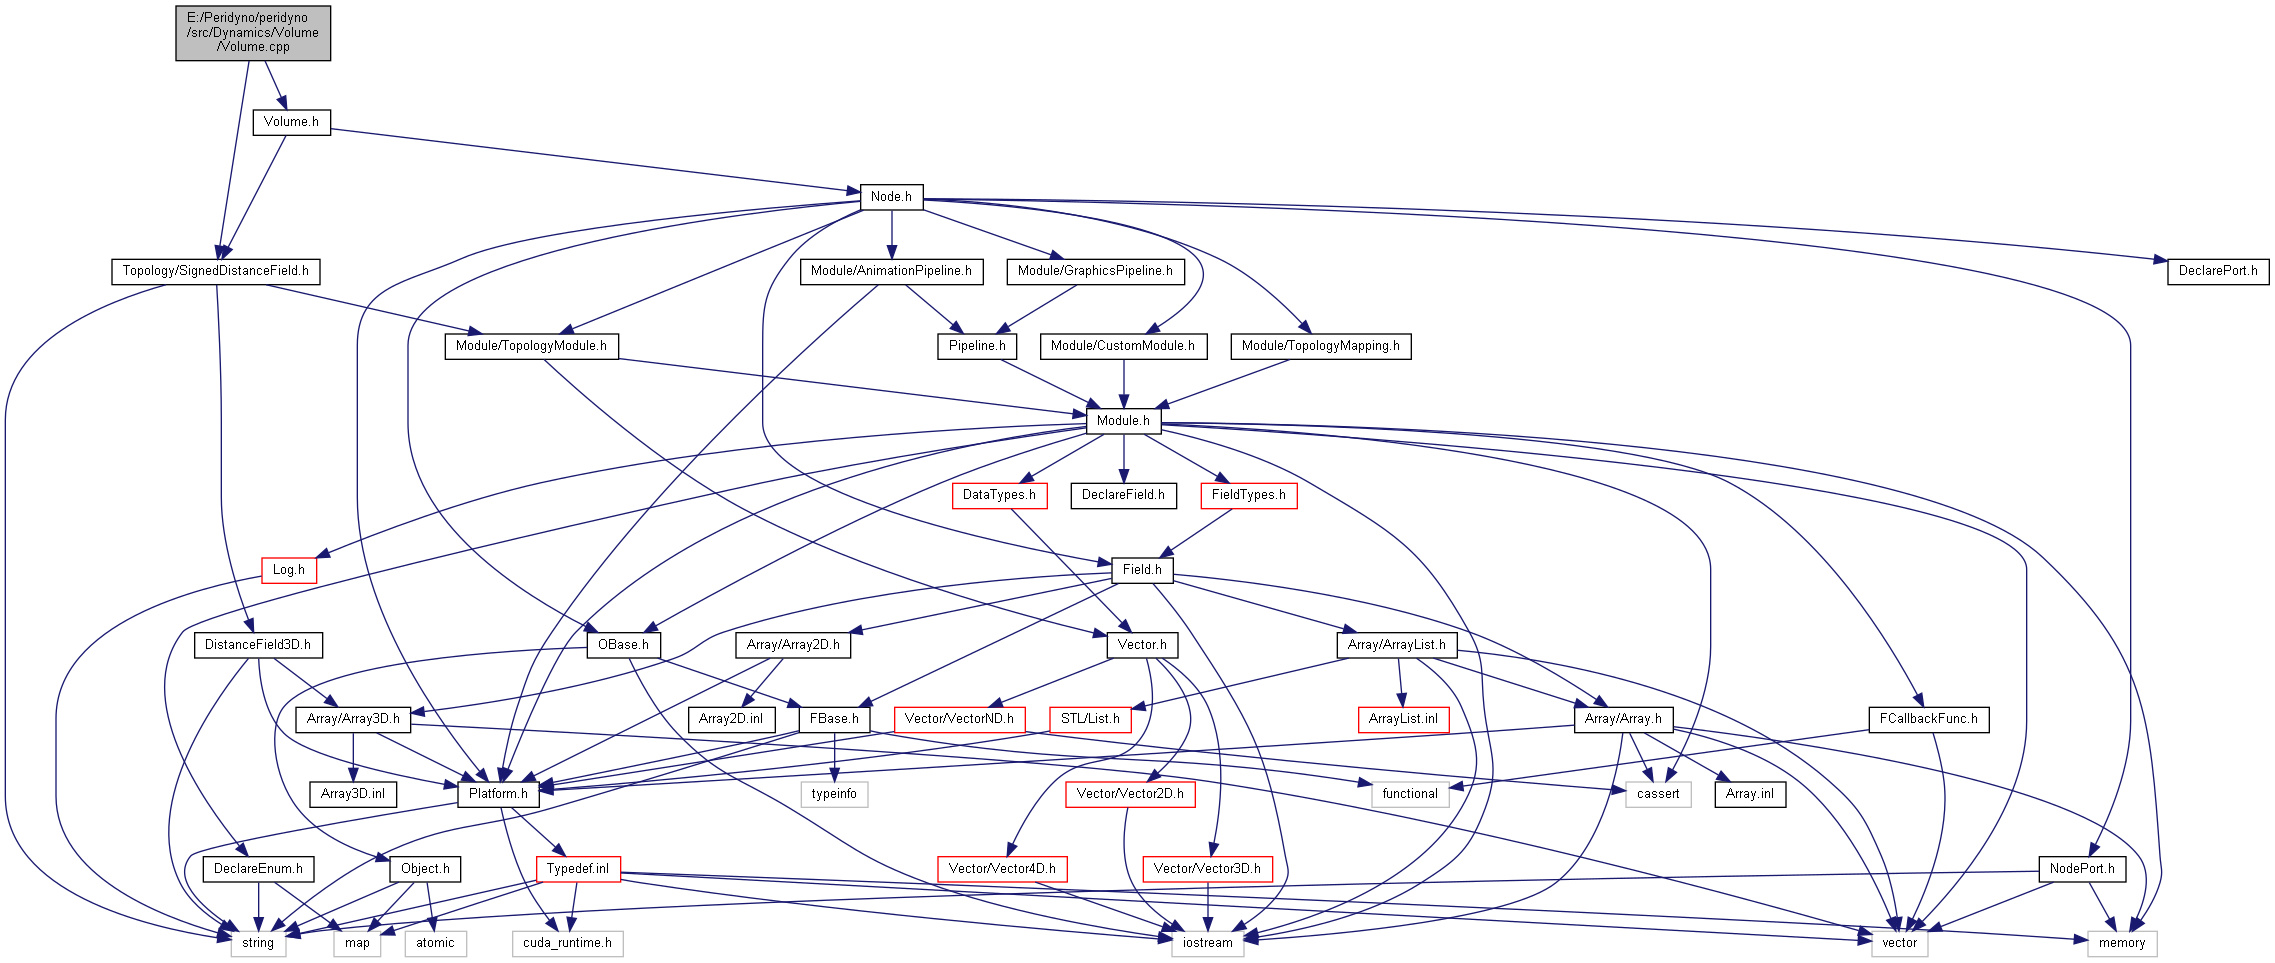 E:/Peridyno/peridyno
/src/Dynamics/Volume
/Volume.cpp
Volume.h
Node.h
Topology/SignedDistanceField.h
Module/AnimationPipeline.h
Module/GraphicsPipeline.h
DeclarePort.h
Module/TopologyModule.h
Pipeline.h
Module/CustomModule.h
Module/TopologyMapping.h
Module.h
DataTypes.h
DeclareField.h
FieldTypes.h
Log.h
Field.h
DistanceField3D.h
OBase.h
Array/Array2D.h
Vector.h
Array/ArrayList.h
Array/Array3D.h
Array2D.inl
FBase.h
Vector/VectorND.h
STL/List.h
ArrayList.inl
Array/Array.h
FCallbackFunc.h
Array3D.inl
Platform.h
typeinfo
Vector/Vector2D.h
functional
cassert
Array.inl
DeclareEnum.h
Object.h
Typedef.inl
Vector/Vector4D.h
Vector/Vector3D.h
NodePort.h
string
map
atomic
cuda_runtime.h
iostream
vector
memory